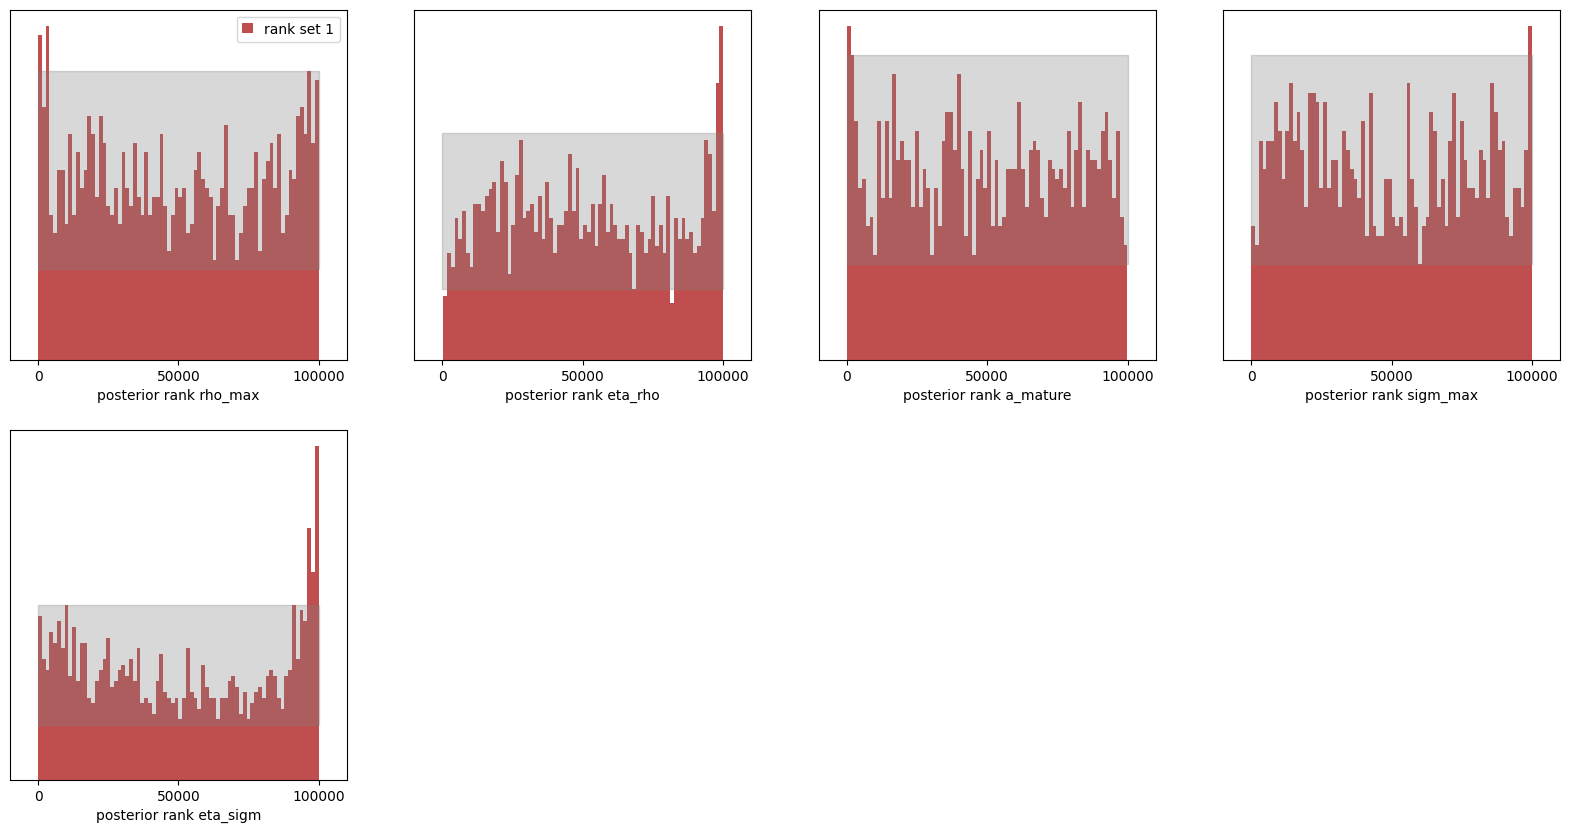 rank set 1
0 50000 100000
posterior rank rho_max
0 50000 100000
posterior rank eta_rho
0 50000 100000
posterior rank a_mature
0 50000 100000
posterior rank sigm_max
0 50000 100000
posterior rank eta_sigm